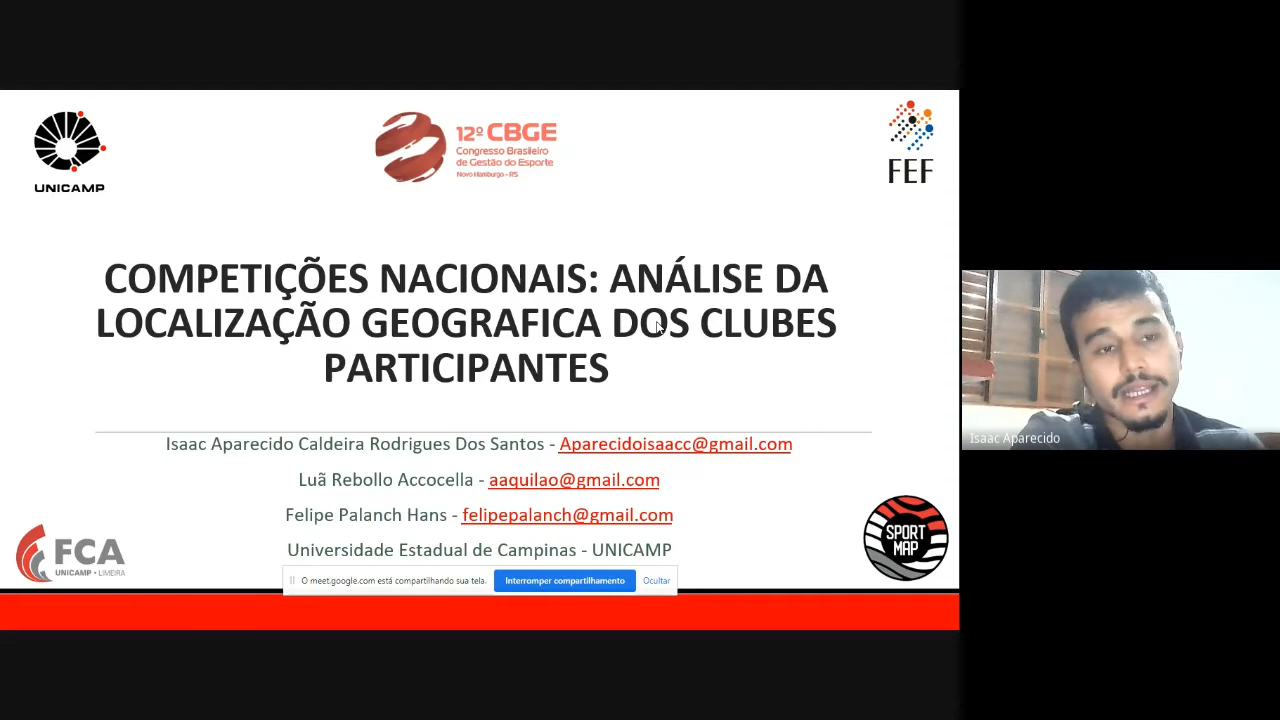 UNICAMP
12º CBGE
Congresso Brasileiro
de Gestão do Esporte
Novo Hamburgo - RS
FEF
COMPETIÇÕES NACIONAIS: ANÁLISE DA
LOCALIZAÇÃO GEOGRAFICA DOS CLUBES
PARTICIPANTES
Isaac Aparecido Caldeira Rodrigues Dos Santos - Aparecidoisaacc@gmail.com
Luã Rebollo Accocella - aaquilao@gmail.com
Felipe Palanch Hans - felipepalanch@gmail.com
Universidade Estadual de Campinas - UNICAMP
FCA
UNICAMP • LIMEIRA
SPORT
MAP
O meet.google.com está compartilhando sua tela.
Interromper compartilhamento
Ocultar
Isaac Aparecido